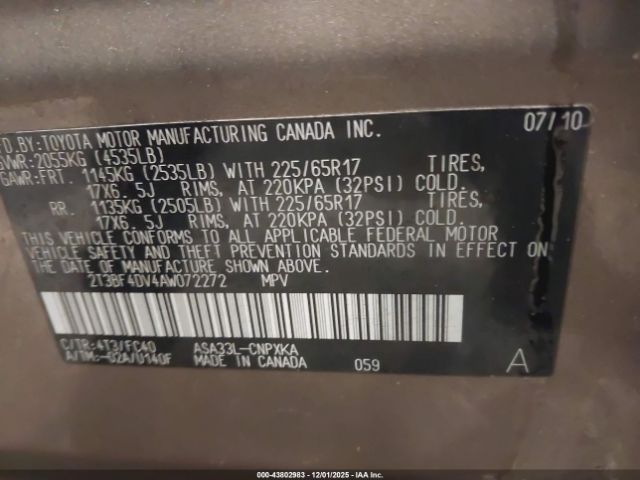 FD.BY:TOYOTA MOTOR MANUFACTURING CANADA INC. 07/10
GVWR:2055KG (4535LB)
GAWR:FRT. 1145KG (2535LB) WITH 225/65R17 TIRES,
17X6.5J RIMS, AT 220KPA (32PSI) COLD.
RR. 1135KG (2505LB) WITH 225/65R17 TIRES,
17X6.5J RIMS, AT 220KPA (32PSI) COLD.
THIS VEHICLE CONFORMS TO ALL APPLICABLE FEDERAL MOTOR
VEHICLE SAFETY AND THEFT PREVENTION STANDARDS IN EFFECT ON
THE DATE OF MANUFACTURE SHOWN ABOVE.
2T3BF4DV4AW072272 MPV
C/TR:4T3/FC40 ASA33L-CNPXKA
A/TM:-02A/U140F MADE IN CANADA 059 A
000-43802983 - 12/01/2025 - IAA Inc.